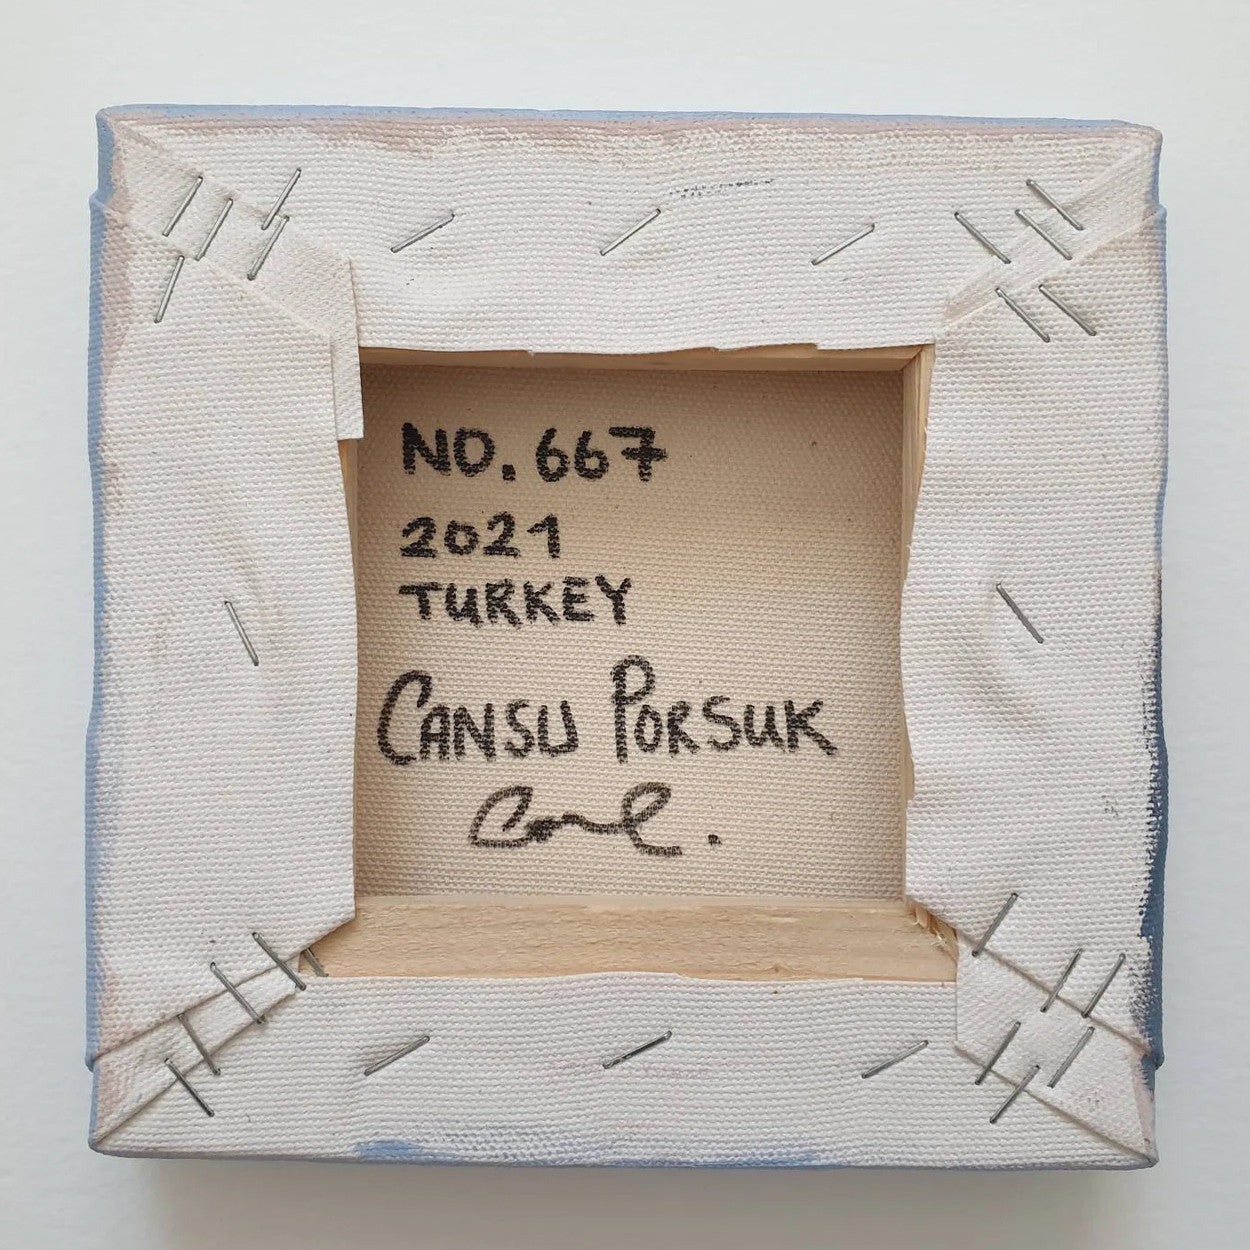 NO. 667
2021
TURKEY
CANSU PORSUK